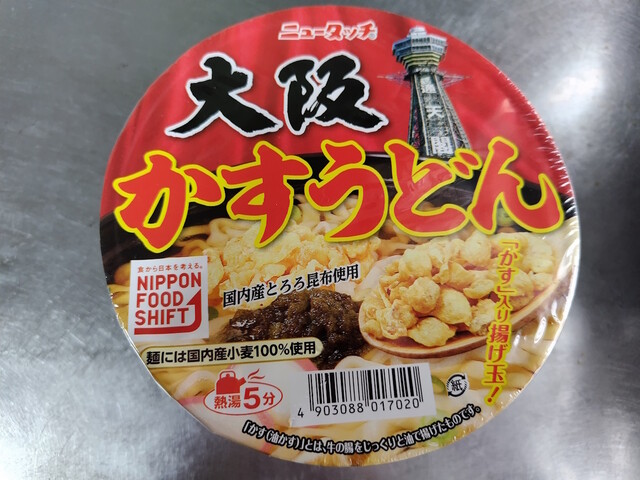 ニュータッチ
大阪
通天閣
かすうどん
「かす」入り揚げ玉!
食から日本を考える。
NIPPON
FOOD
SHIFT
国内産とろろ昆布使用
麺には国内産小麦100%使用
熱湯5分
4 903088 017020
紙
「かす(油かす)」とは、牛の腸をじっくりと油で揚げたものです。